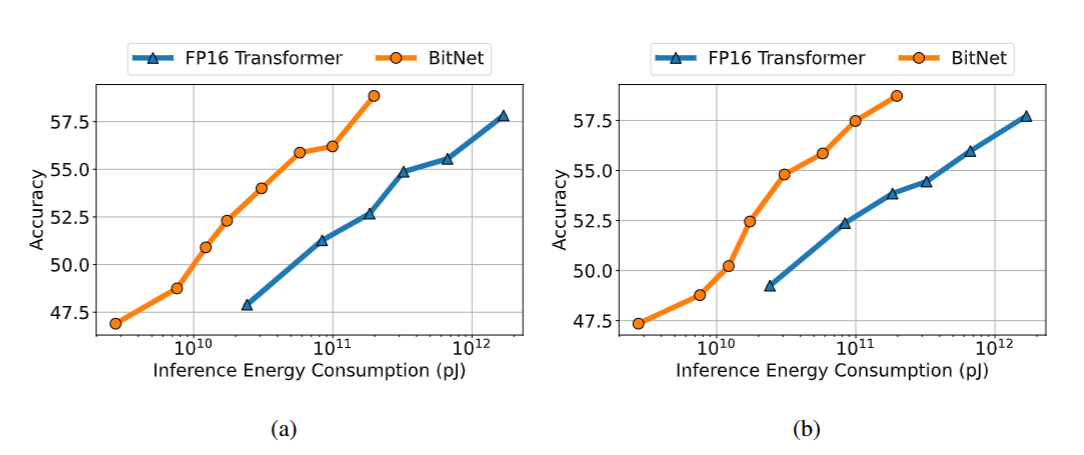 FP16 Transformer BitNet
57.5
55.0
52.5
50.0
47.5
Accuracy
10^10 10^11 10^12
Inference Energy Consumption (pJ)
(a)
FP16 Transformer BitNet
57.5
55.0
52.5
50.0
47.5
Accuracy
10^10 10^11 10^12
Inference Energy Consumption (pJ)
(b)